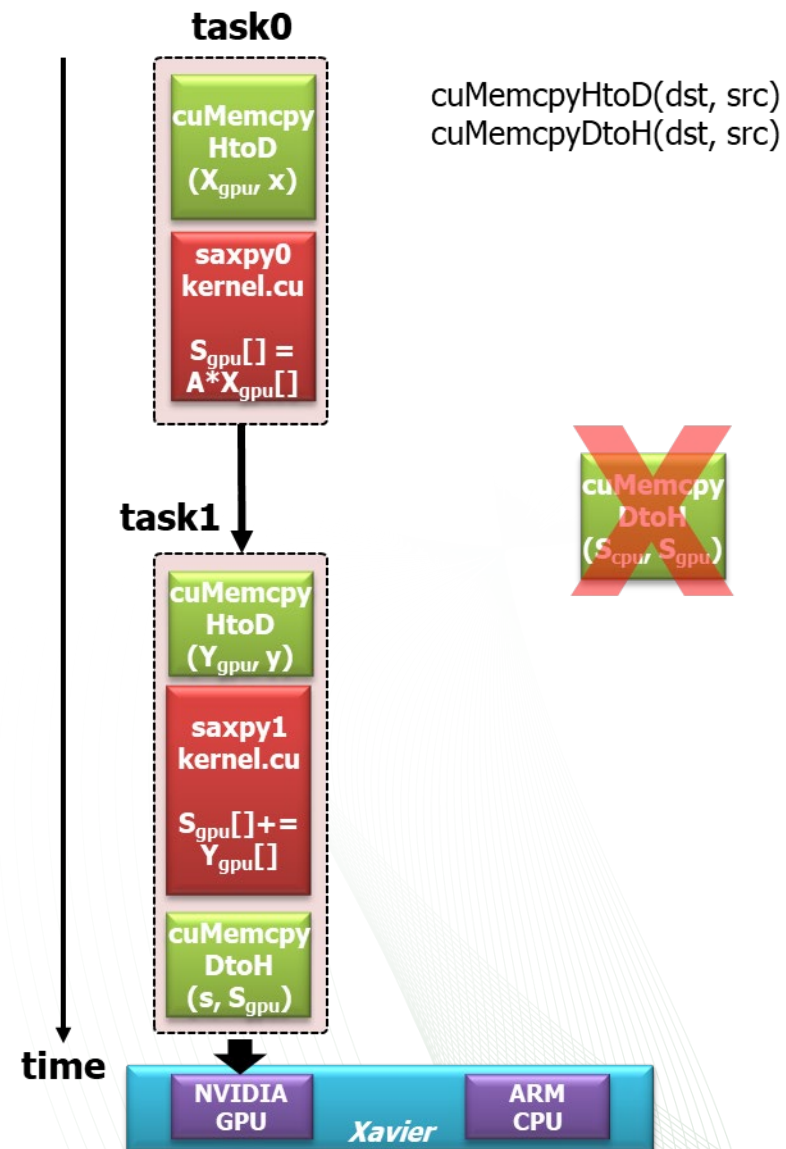 task0
cuMemcpy
HtoD
(Xgpu, x)
cuMemcpyHtoD(dst, src)
cuMemcpyDtoH(dst, src)
saxpy0
kernel.cu
Sgpu[] =
A*Xgpu[]
cuMemcpy
DtoH
(Scpu, Sgpu)
task1
cuMemcpy
HtoD
(Ygpu, y)
saxpy1
kernel.cu
Sgpu[]+=
Ygpu[]
cuMemcpy
DtoH
(s, Sgpu)
time
NVIDIA
GPU
Xavier
ARM
CPU